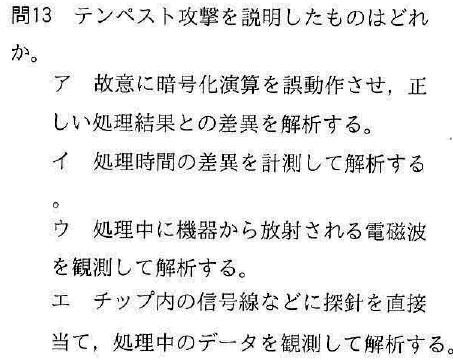 問13　テンペスト攻撃を説明したものはどれ
か。
ア　故意に暗号化演算を誤動作させ，正
しい処理結果との差異を解析する。
イ　処理時間の差異を計測して解析する
。
ウ　処理中に機器から放射される電磁波
を観測して解析する。
エ　チップ内の信号線などに探針を直接
当て，処理中のデータを観測して解析する。